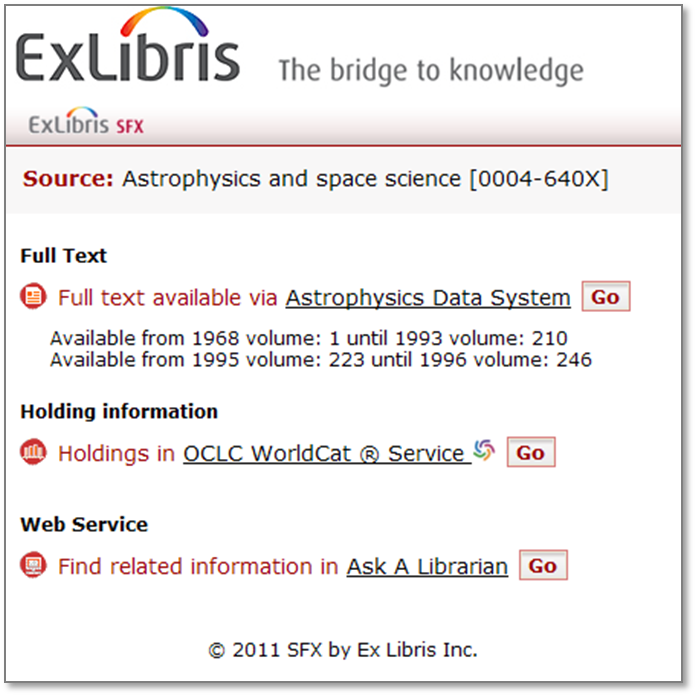 ExLibris The bridge to knowledge
ExLibris SFX
Source: Astrophysics and space science [0004-640X]
Full Text
Full text available via Astrophysics Data System Go
Available from 1968 volume: 1 until 1993 volume: 210
Available from 1995 volume: 223 until 1996 volume: 246
Holding information
Holdings in OCLC WorldCat ® Service Go
Web Service
Find related information in Ask A Librarian Go
© 2011 SFX by Ex Libris Inc.